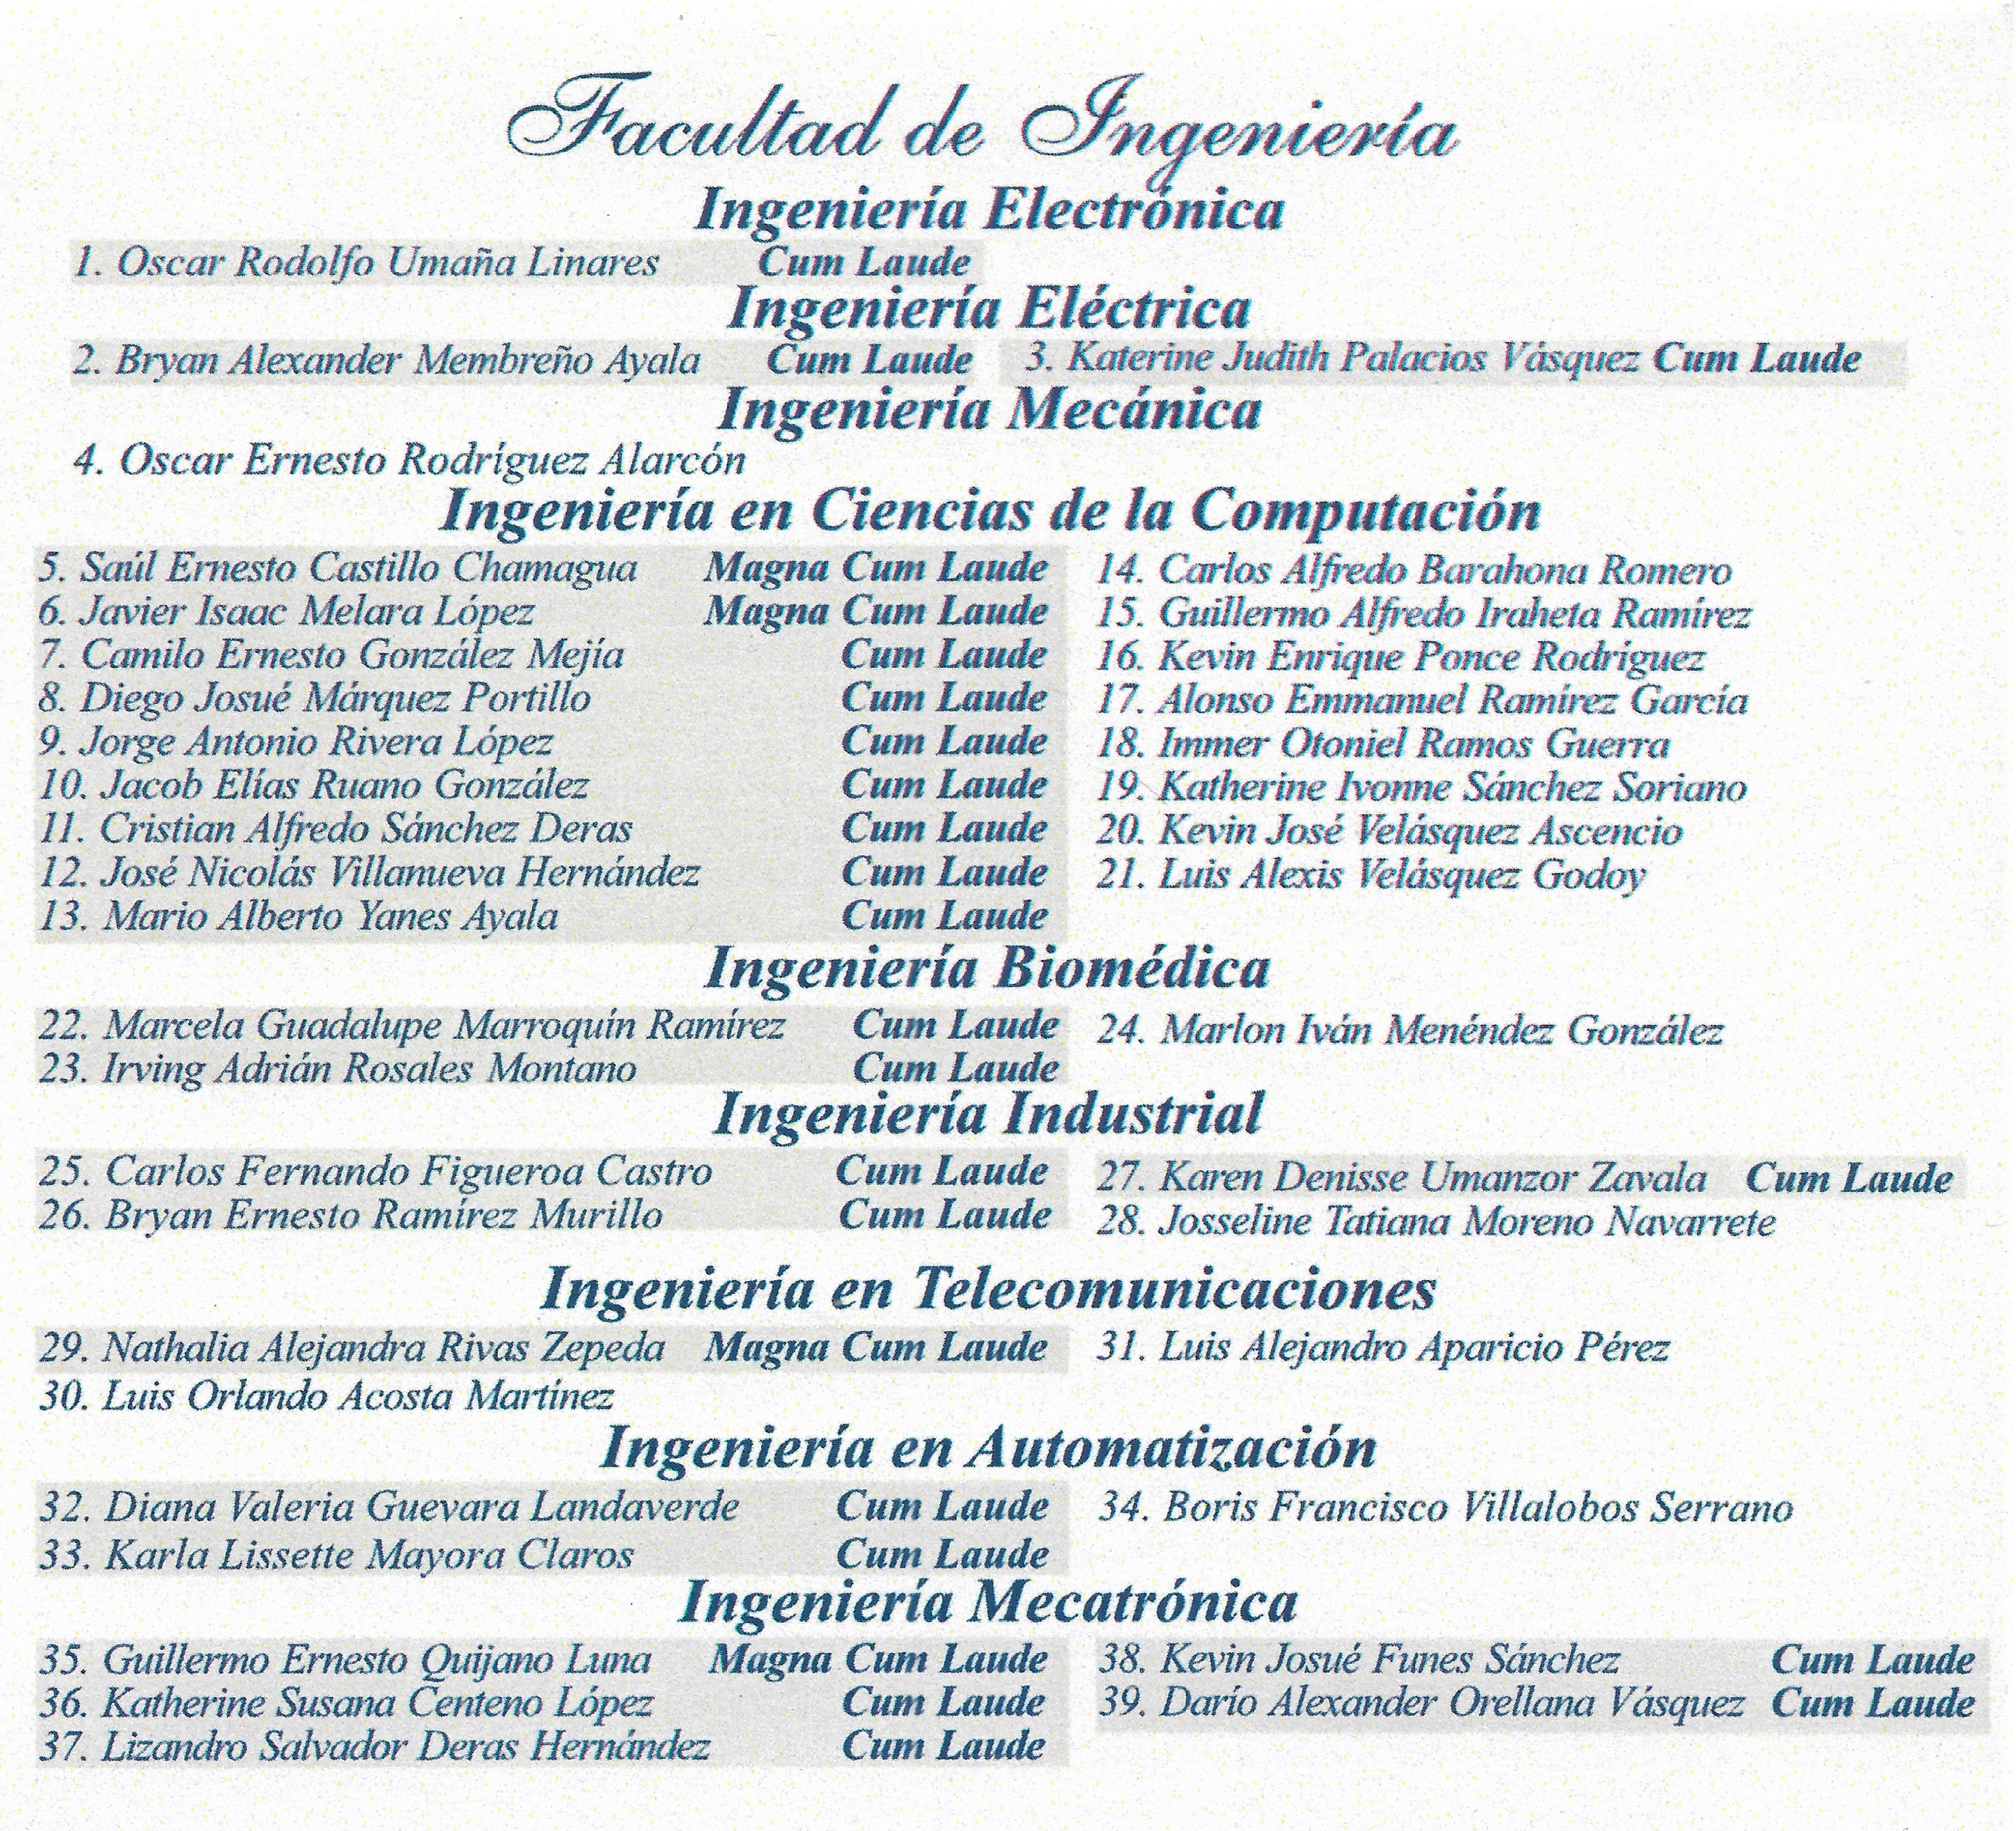 Facultad de Ingeniería
Ingeniería Electrónica
1. Oscar Rodolfo Umaña Linares Cum Laude
Ingeniería Eléctrica
2. Bryan Alexander Membreño Ayala Cum Laude
3. Katerine Judith Palacios Vásquez Cum Laude
Ingeniería Mecánica
4. Oscar Ernesto Rodríguez Alarcón
Ingeniería en Ciencias de la Computación
5. Saúl Ernesto Castillo Chamagua Magna Cum Laude
6. Javier Isaac Melara López Magna Cum Laude
7. Camilo Ernesto González Mejía Cum Laude
8. Diego Josué Márquez Portillo Cum Laude
9. Jorge Antonio Rivera López Cum Laude
10. Jacob Elías Ruano González Cum Laude
11. Cristian Alfredo Sánchez Deras Cum Laude
12. José Nicolás Villanueva Hernández Cum Laude
13. Mario Alberto Yanes Ayala Cum Laude
14. Carlos Alfredo Barahona Romero
15. Guillermo Alfredo Iraheta Ramírez
16. Kevin Enrique Ponce Rodríguez
17. Alonso Emmanuel Ramírez García
18. Immer Otoniel Ramos Guerra
19. Katherine Ivonne Sánchez Soriano
20. Kevin José Velásquez Ascencio
21. Luis Alexis Velásquez Godoy
Ingeniería Biomédica
22. Marcela Guadalupe Marroquín Ramírez Cum Laude
23. Irving Adrián Rosales Montano Cum Laude
24. Marlon Iván Menéndez González
Ingeniería Industrial
25. Carlos Fernando Figueroa Castro Cum Laude
26. Bryan Ernesto Ramírez Murillo Cum Laude
27. Karen Denisse Umanzor Zavala Cum Laude
28. Josseline Tatiana Moreno Navarrete
Ingeniería en Telecomunicaciones
29. Nathalia Alejandra Rivas Zepeda Magna Cum Laude
30. Luis Orlando Acosta Martínez
31. Luis Alejandro Aparicio Pérez
Ingeniería en Automatización
32. Diana Valeria Guevara Landaverde Cum Laude
33. Karla Lissette Mayora Claros Cum Laude
34. Boris Francisco Villalobos Serrano
Ingeniería Mecatrónica
35. Guillermo Ernesto Quijano Luna Magna Cum Laude
36. Katherine Susana Centeno López Cum Laude
37. Lizandro Salvador Deras Hernández Cum Laude
38. Kevin Josué Funes Sánchez Cum Laude
39. Darío Alexander Orellana Vásquez Cum Laude